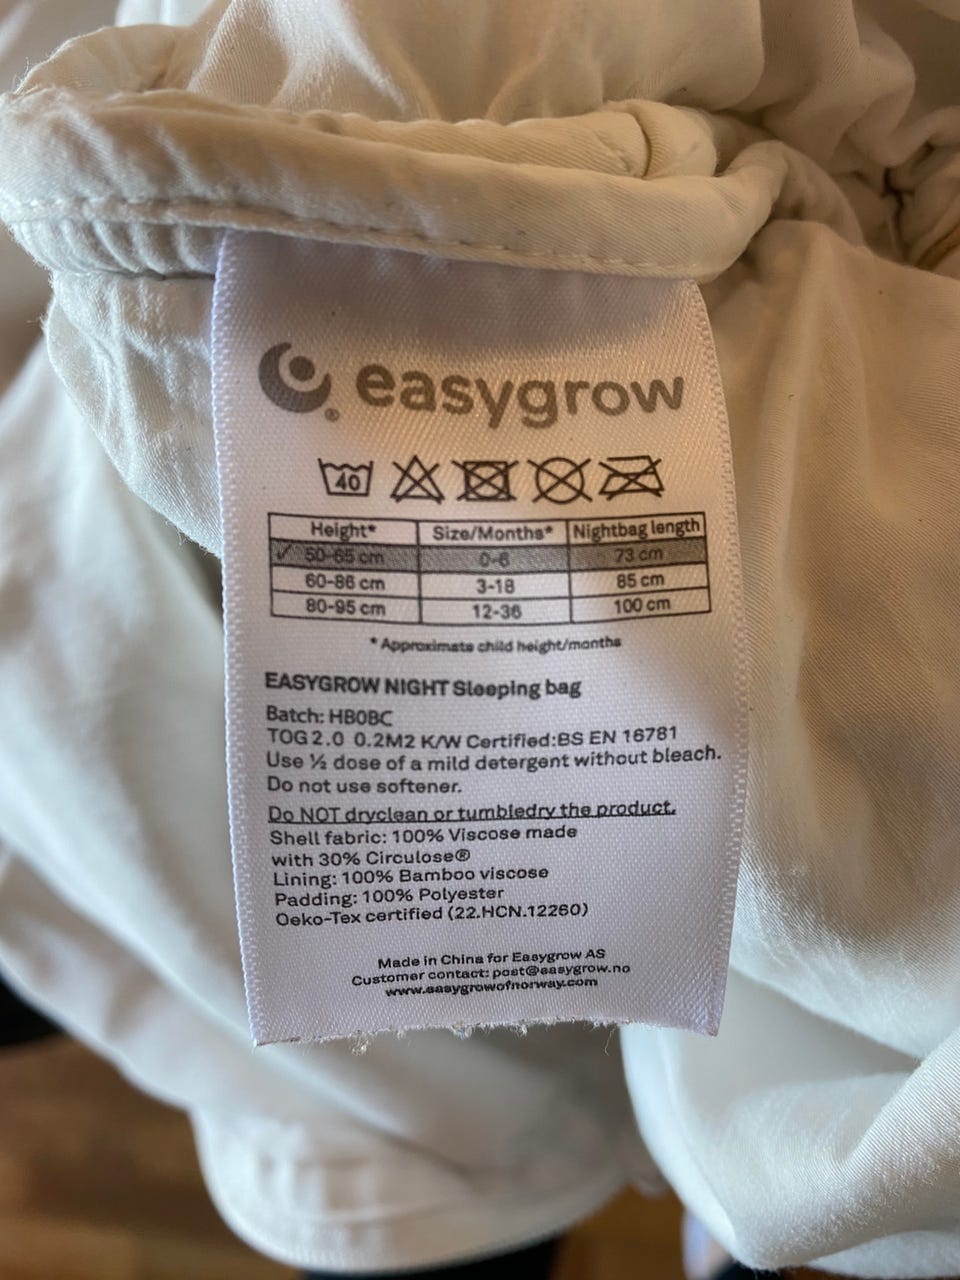 easygrow®
40
Height* Size/Months* Nightbag length
✓ 50-65 cm 0-6 73 cm
60-86 cm 3-18 85 cm
80-95 cm 12-36 100 cm
* Approximate child height/months
EASYGROW NIGHT Sleeping bag
Batch: HB0BC
TOG 2.0 0.2M2 K/W Certified:BS EN 16781
Use ½ dose of a mild detergent without bleach.
Do not use softener.
Do NOT dryclean or tumbledry the product.
Shell fabric: 100% Viscose made
with 30% Circulose®
Lining: 100% Bamboo viscose
Padding: 100% Polyester
Oeko-Tex certified (22.HCN.12260)
Made in China for Easygrow AS
Customer contact: post@easygrow.no
www.easygrowofnorway.com